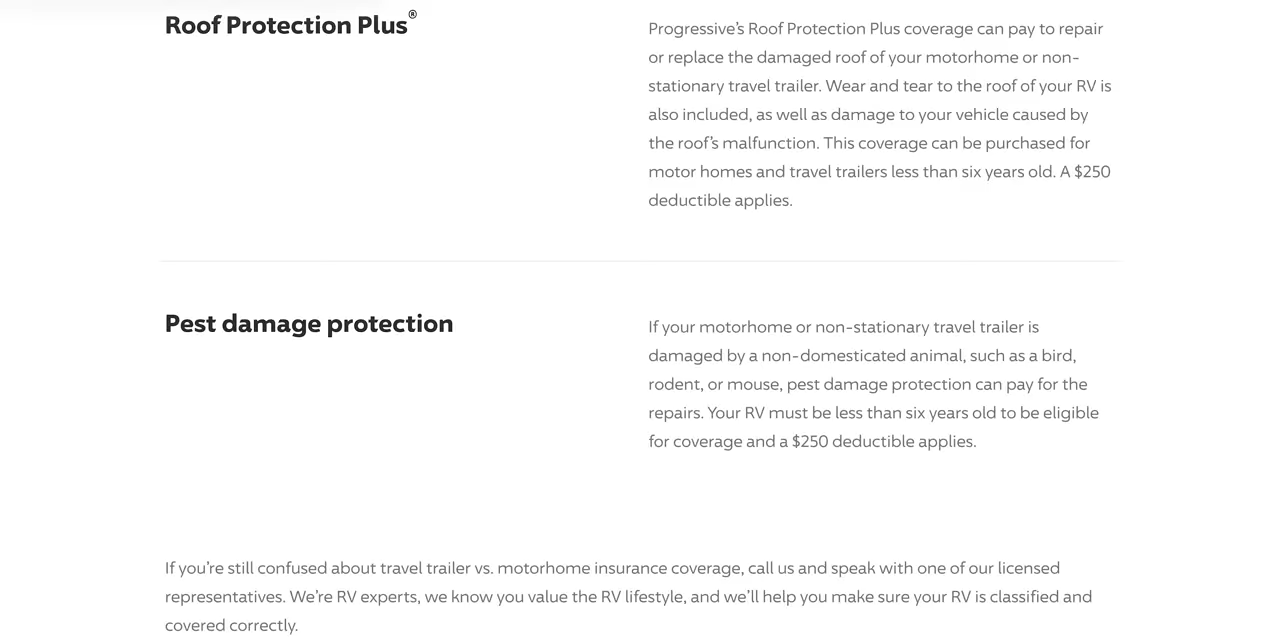 Roof Protection Plus®
Progressive’s Roof Protection Plus coverage can pay to repair
or replace the damaged roof of your motorhome or non-
stationary travel trailer. Wear and tear to the roof of your RV is
also included, as well as damage to your vehicle caused by
the roof’s malfunction. This coverage can be purchased for
motor homes and travel trailers less than six years old. A $250
deductible applies.
Pest damage protection
If your motorhome or non-stationary travel trailer is
damaged by a non-domesticated animal, such as a bird,
rodent, or mouse, pest damage protection can pay for the
repairs. Your RV must be less than six years old to be eligible
for coverage and a $250 deductible applies.
If you’re still confused about travel trailer vs. motorhome insurance coverage, call us and speak with one of our licensed
representatives. We’re RV experts, we know you value the RV lifestyle, and we’ll help you make sure your RV is classified and
covered correctly.